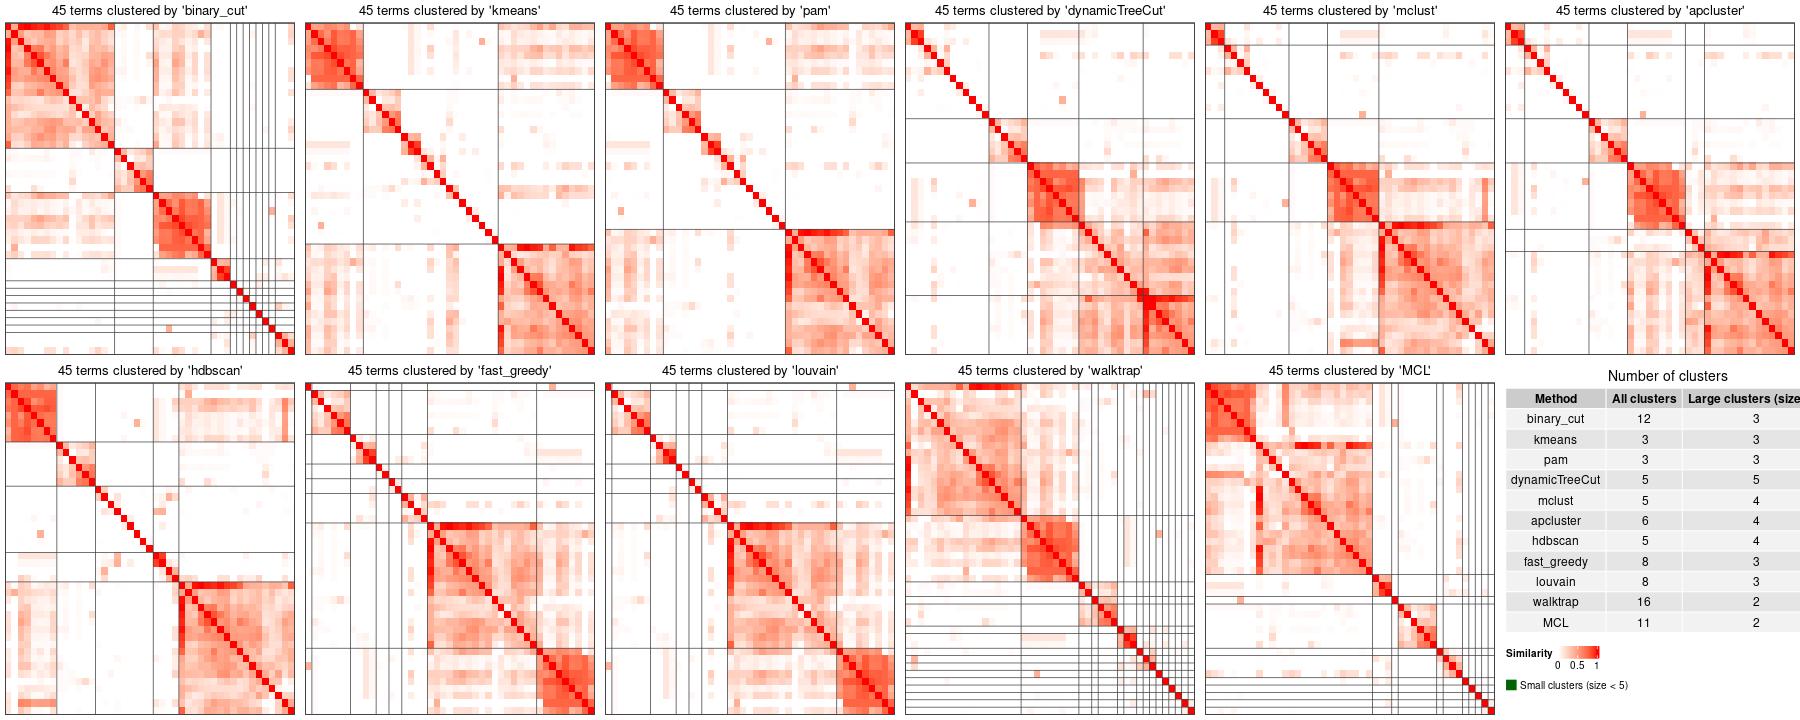 45 terms clustered by 'binary_cut'
45 terms clustered by 'kmeans'
45 terms clustered by 'pam'
45 terms clustered by 'dynamicTreeCut'
45 terms clustered by 'mclust'
45 terms clustered by 'apcluster'
45 terms clustered by 'hdbscan'
45 terms clustered by 'fast_greedy'
45 terms clustered by 'louvain'
45 terms clustered by 'walktrap'
45 terms clustered by 'MCL'
Number of clusters
Method All clusters Large clusters (size
binary_cut 12 3
kmeans 3 3
pam 3 3
dynamicTreeCut 5 5
mclust 5 4
apcluster 6 4
hdbscan 5 4
fast_greedy 8 3
louvain 8 3
walktrap 16 2
MCL 11 2
Similarity
0 0.5 1
Small clusters (size < 5)